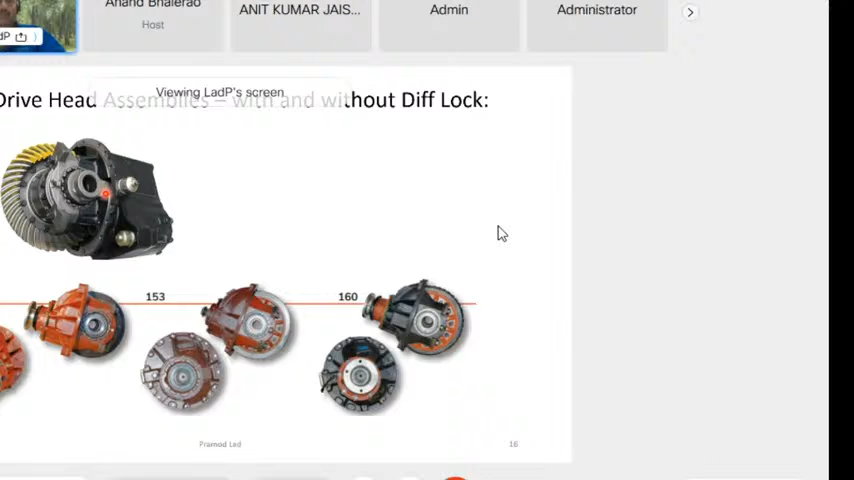 Anand Bhalerao
Host
ANIT KUMAR JAIS...
Admin
Administrator
dP
Viewing LadP's screen
Drive Head Assemblies – with and without Diff Lock:
153
160
Pramod Lad
16